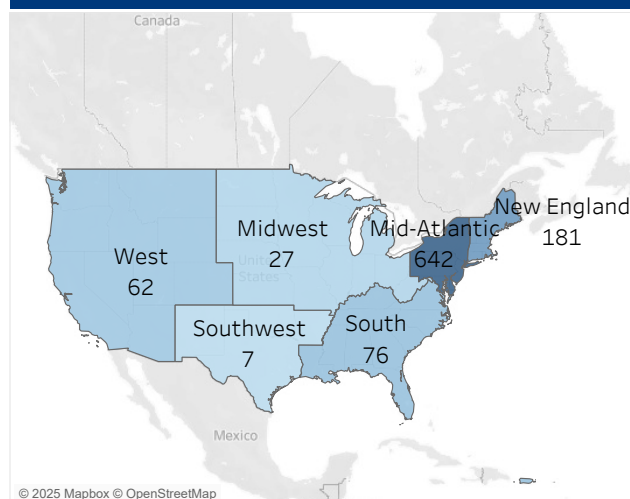 Canada
New England
181
Mid-Atlantic
642
Midwest
27
West
62
United
States
South
76
Southwest
7
Mexico
© 2025 Mapbox © OpenStreetMap